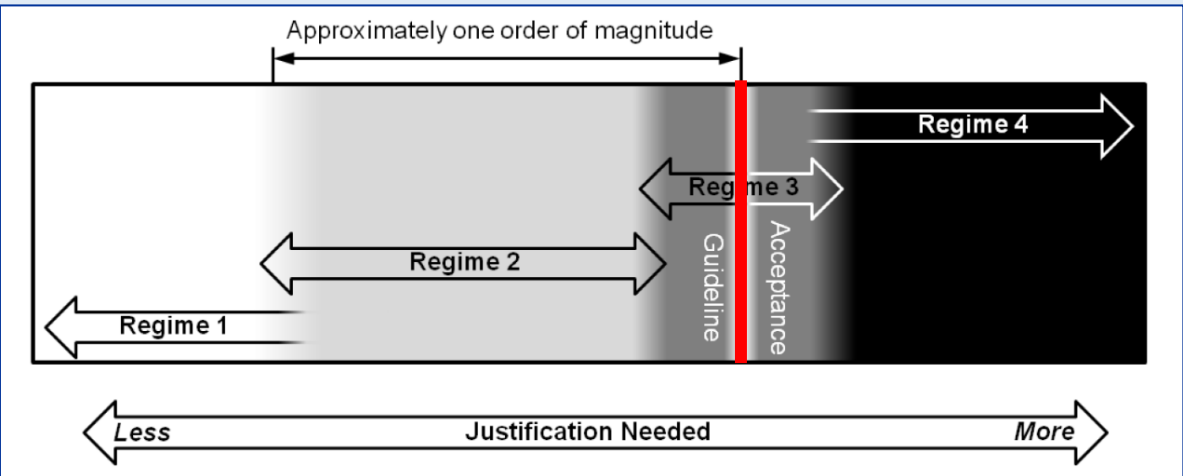 Approximately one order of magnitude
Regime 4
Regime 3
Regime 2
Guideline
Acceptance
Regime 1
Less
Justification Needed
More